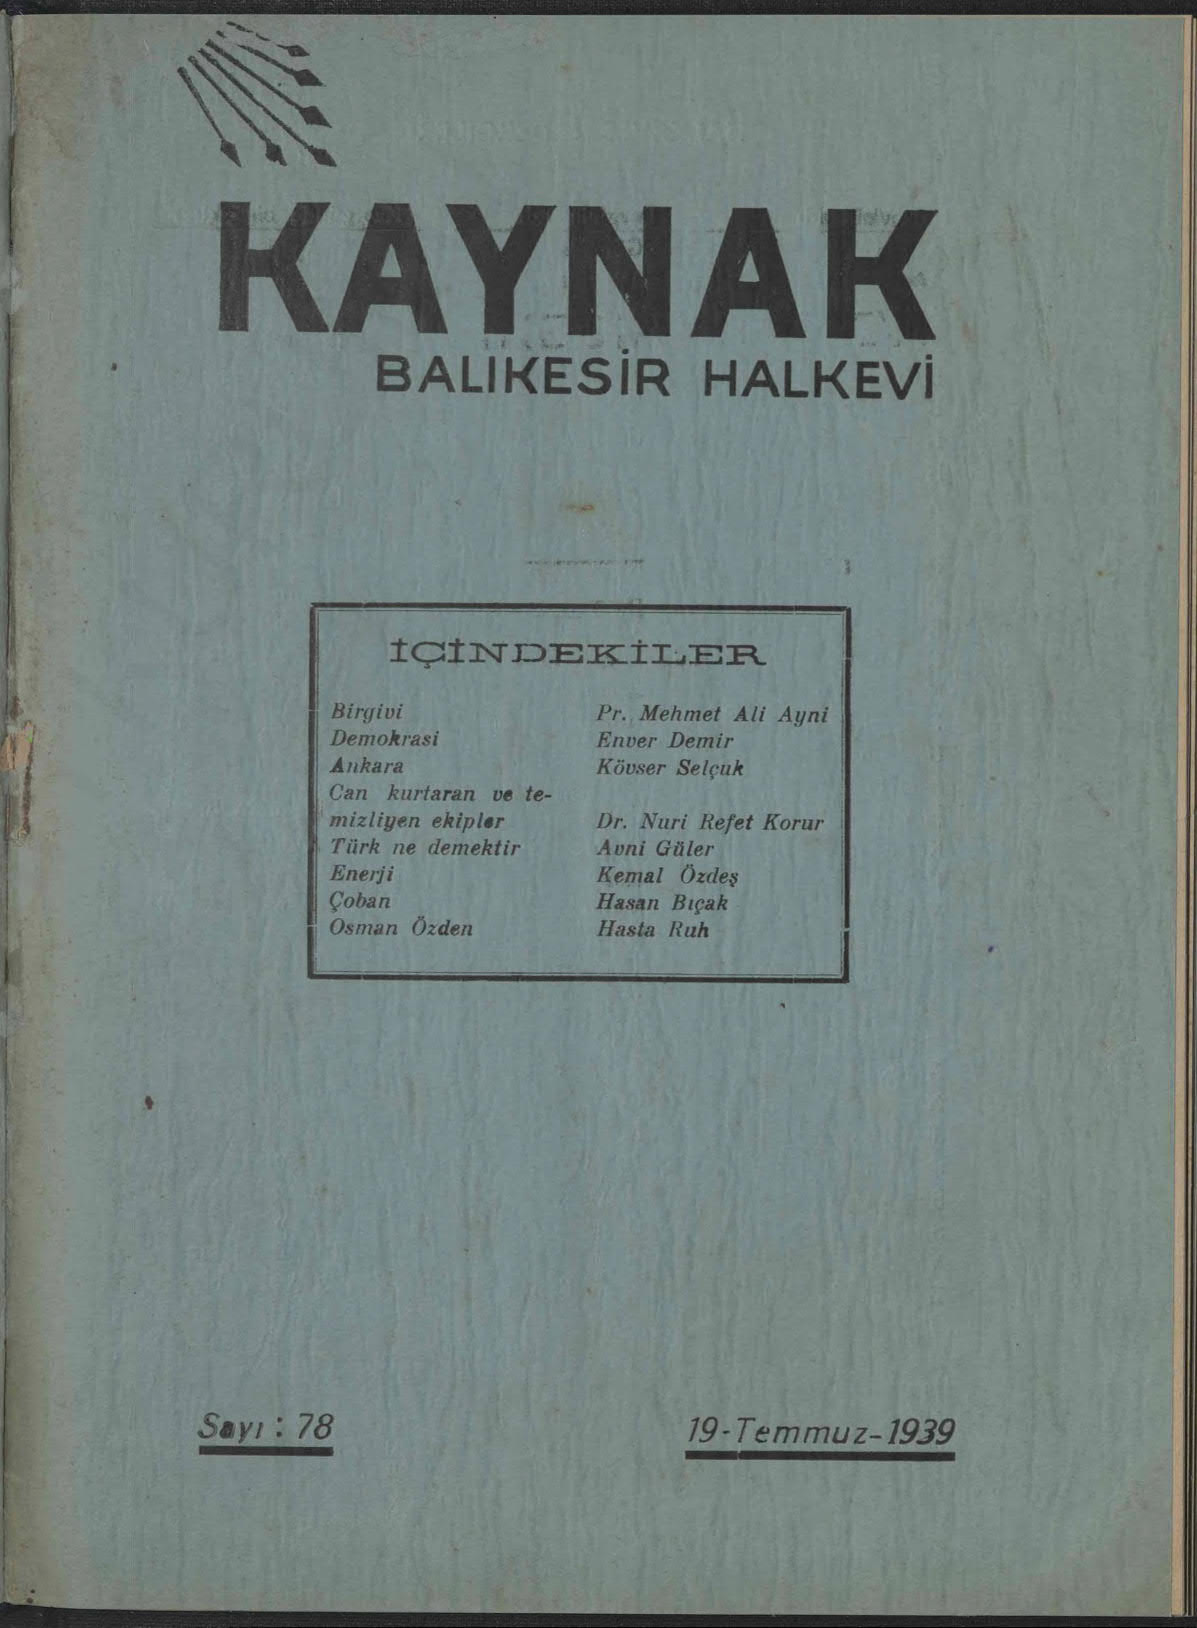 KAYNAK
BALIKESİR HALKEVİ
İÇİNDEKİLER
Birgivi Pr. Mehmet Ali Ayni
Demokrasi Enver Demir
Ankara Kövser Selçuk
Can kurtaran ve te-
mizliyen ekipler Dr. Nuri Refet Korur
Türk ne demektir Avni Güler
Enerji Kemal Özdeş
Çoban Hasan Bıçak
Osman Özden Hasta Ruh
Sayı : 78 19-Temmuz-1939